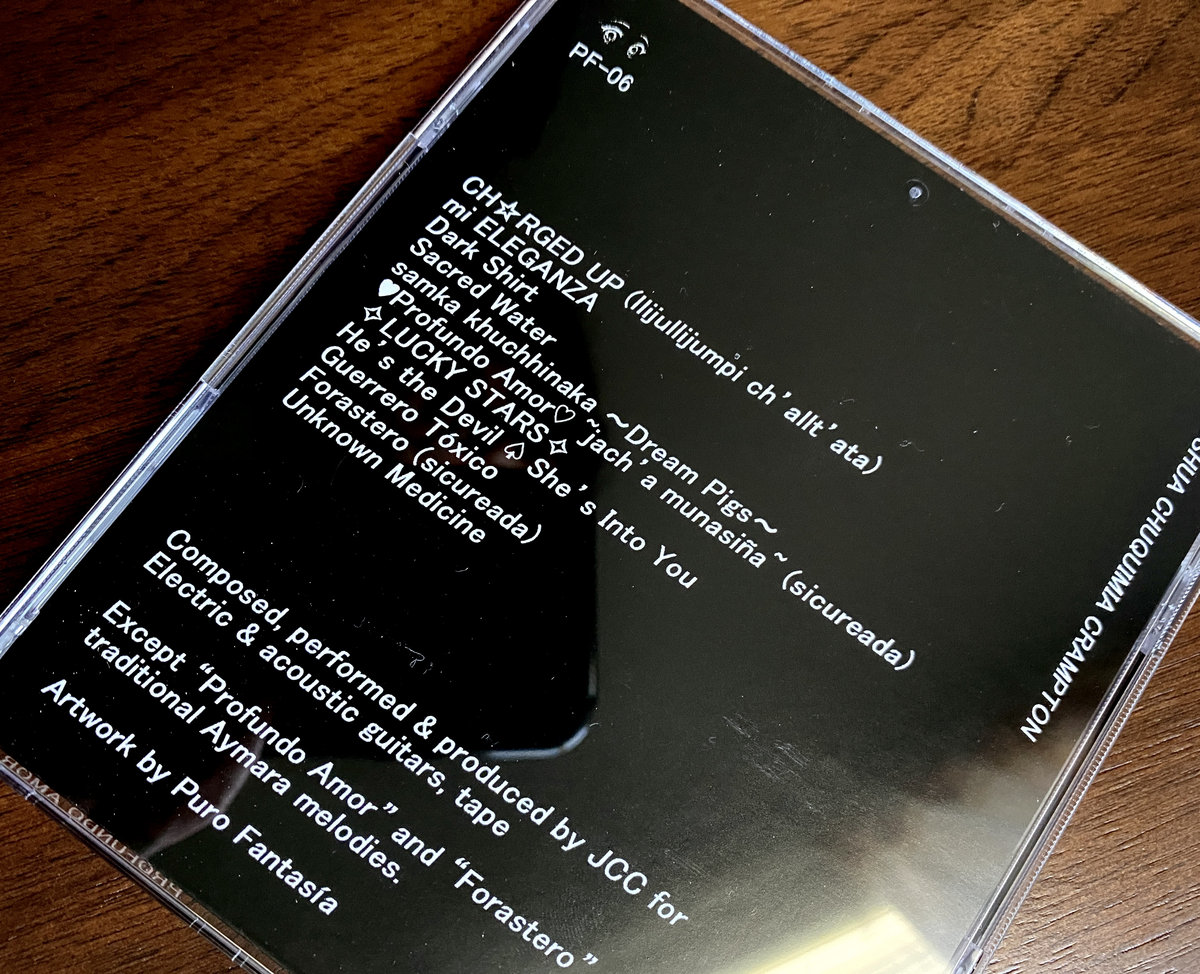 PF-06
CH☆RGED UP (llijullijumpi ch'allt'ata)
mi ELEGANZA
Dark Shirt
Sacred Water
samka khuchhinaka ～Dream Pigs～
♥Profundo Amor♡ ~jach'a munasiña~ (sicureada)
✧LUCKY STARS✧
He's the Devil ♤ She's Into You
Guerrero Tóxico
Forastero (sicureada)
Unknown Medicine
Composed, performed & produced by JCC for
Electric & acoustic guitars, tape
Except “Profundo Amor” and “Forastero”
traditional Aymara melodies.
Artwork by Puro Fantasía
SHUA CHUQUIMIA CRAMPTON
PROFUNDO AMOR